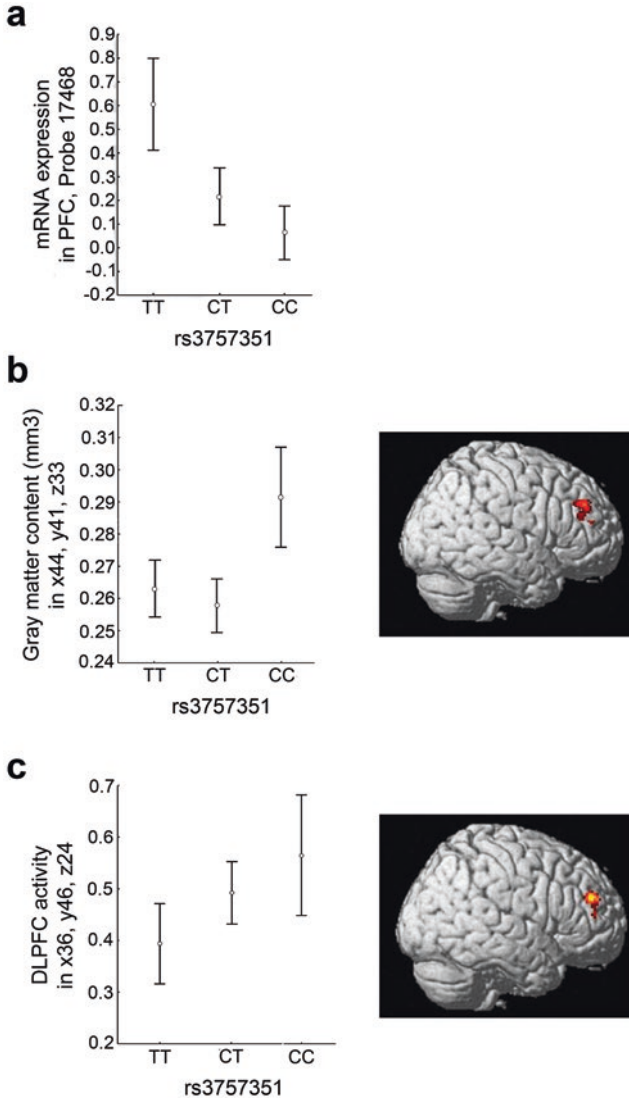 a
mRNA expression
in PFC, Probe 17468
0.9
0.8
0.7
0.6
0.5
0.4
0.3
0.2
0.1
0.0
-0.1
-0.2
TT CT CC
rs3757351
b
Gray matter content (mm3)
in x44, y41, z33
0.32
0.31
0.30
0.29
0.28
0.27
0.26
0.25
0.24
TT CT CC
rs3757351
c
DLPFC activity
in x36, y46, z24
0.7
0.6
0.5
0.4
0.3
0.2
TT CT CC
rs3757351